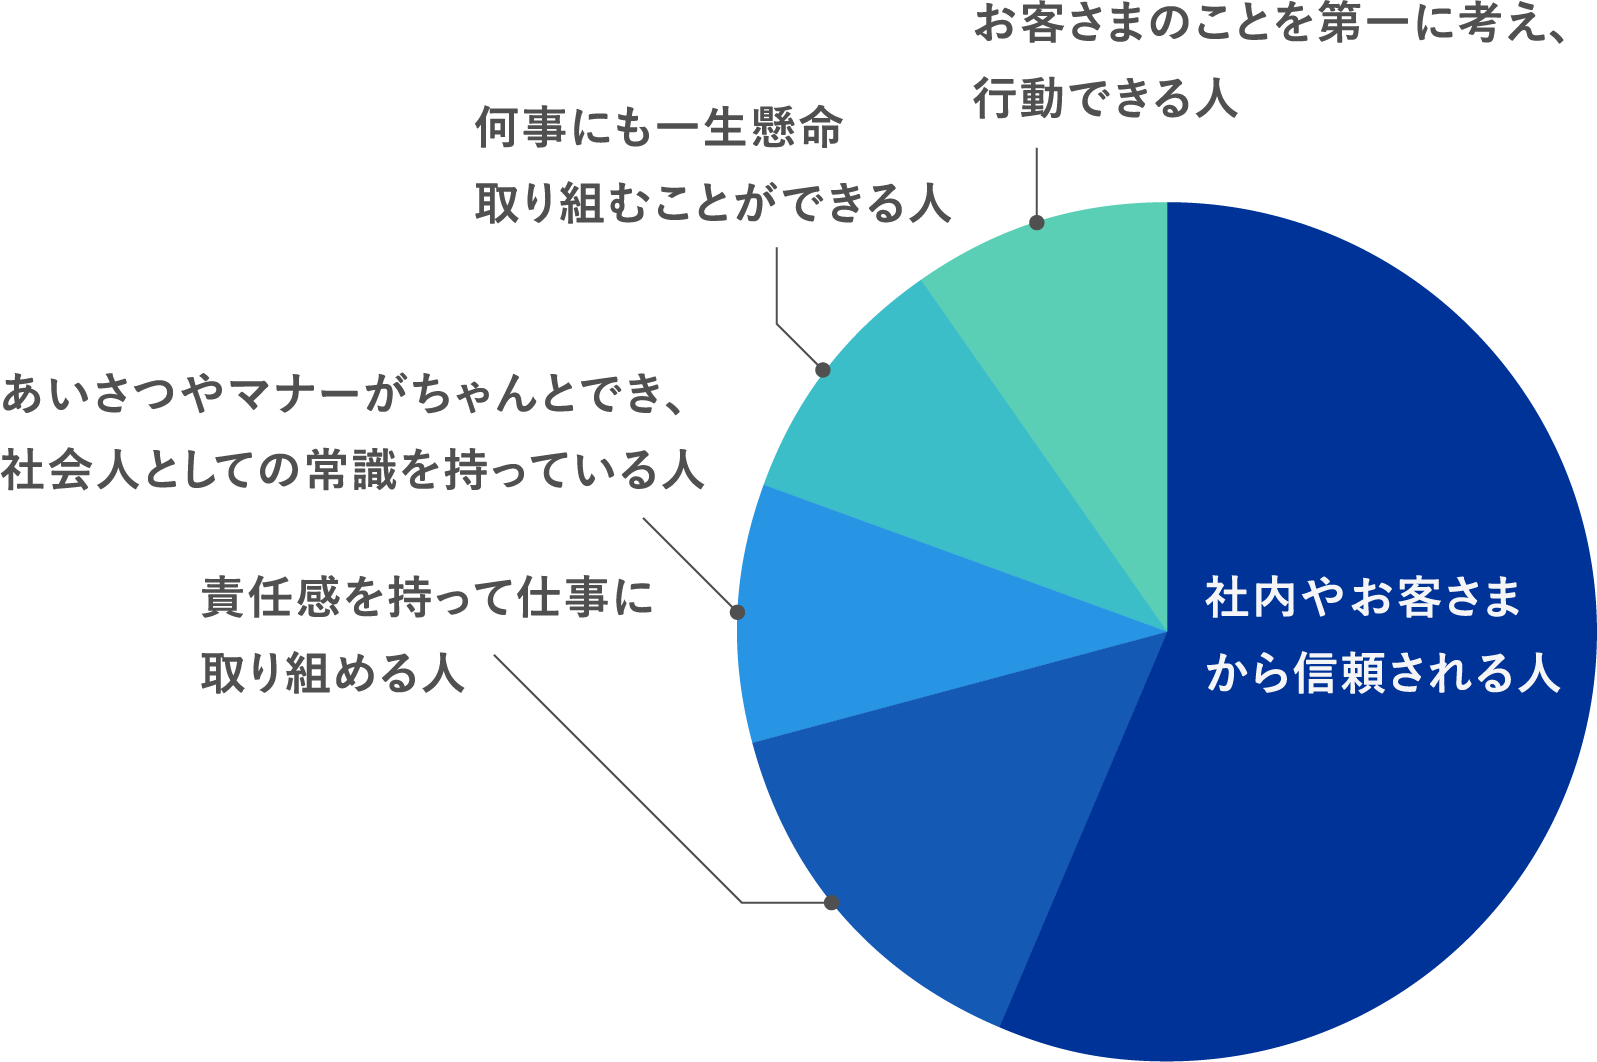 お客さまのことを第一に考え、
行動できる人
何事にも一生懸命
取り組むことができる人
あいさつやマナーがちゃんとでき、
社会人としての常識を持っている人
責任感を持って仕事に
取り組める人
社内やお客さま
から信頼される人